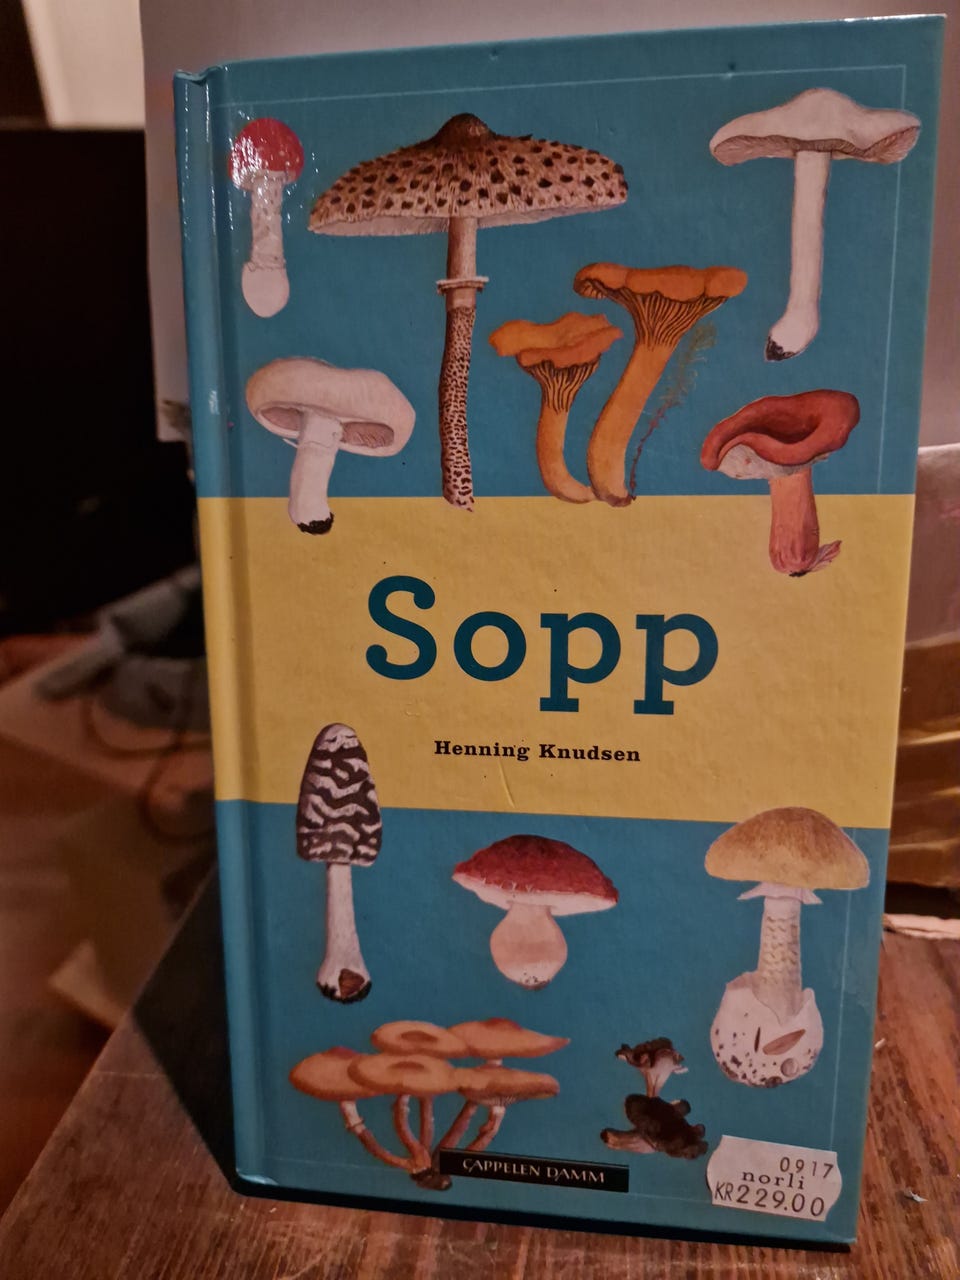 Sopp
Henning Knudsen
CAPPELEN DAMM
0917
norli
KR229.00